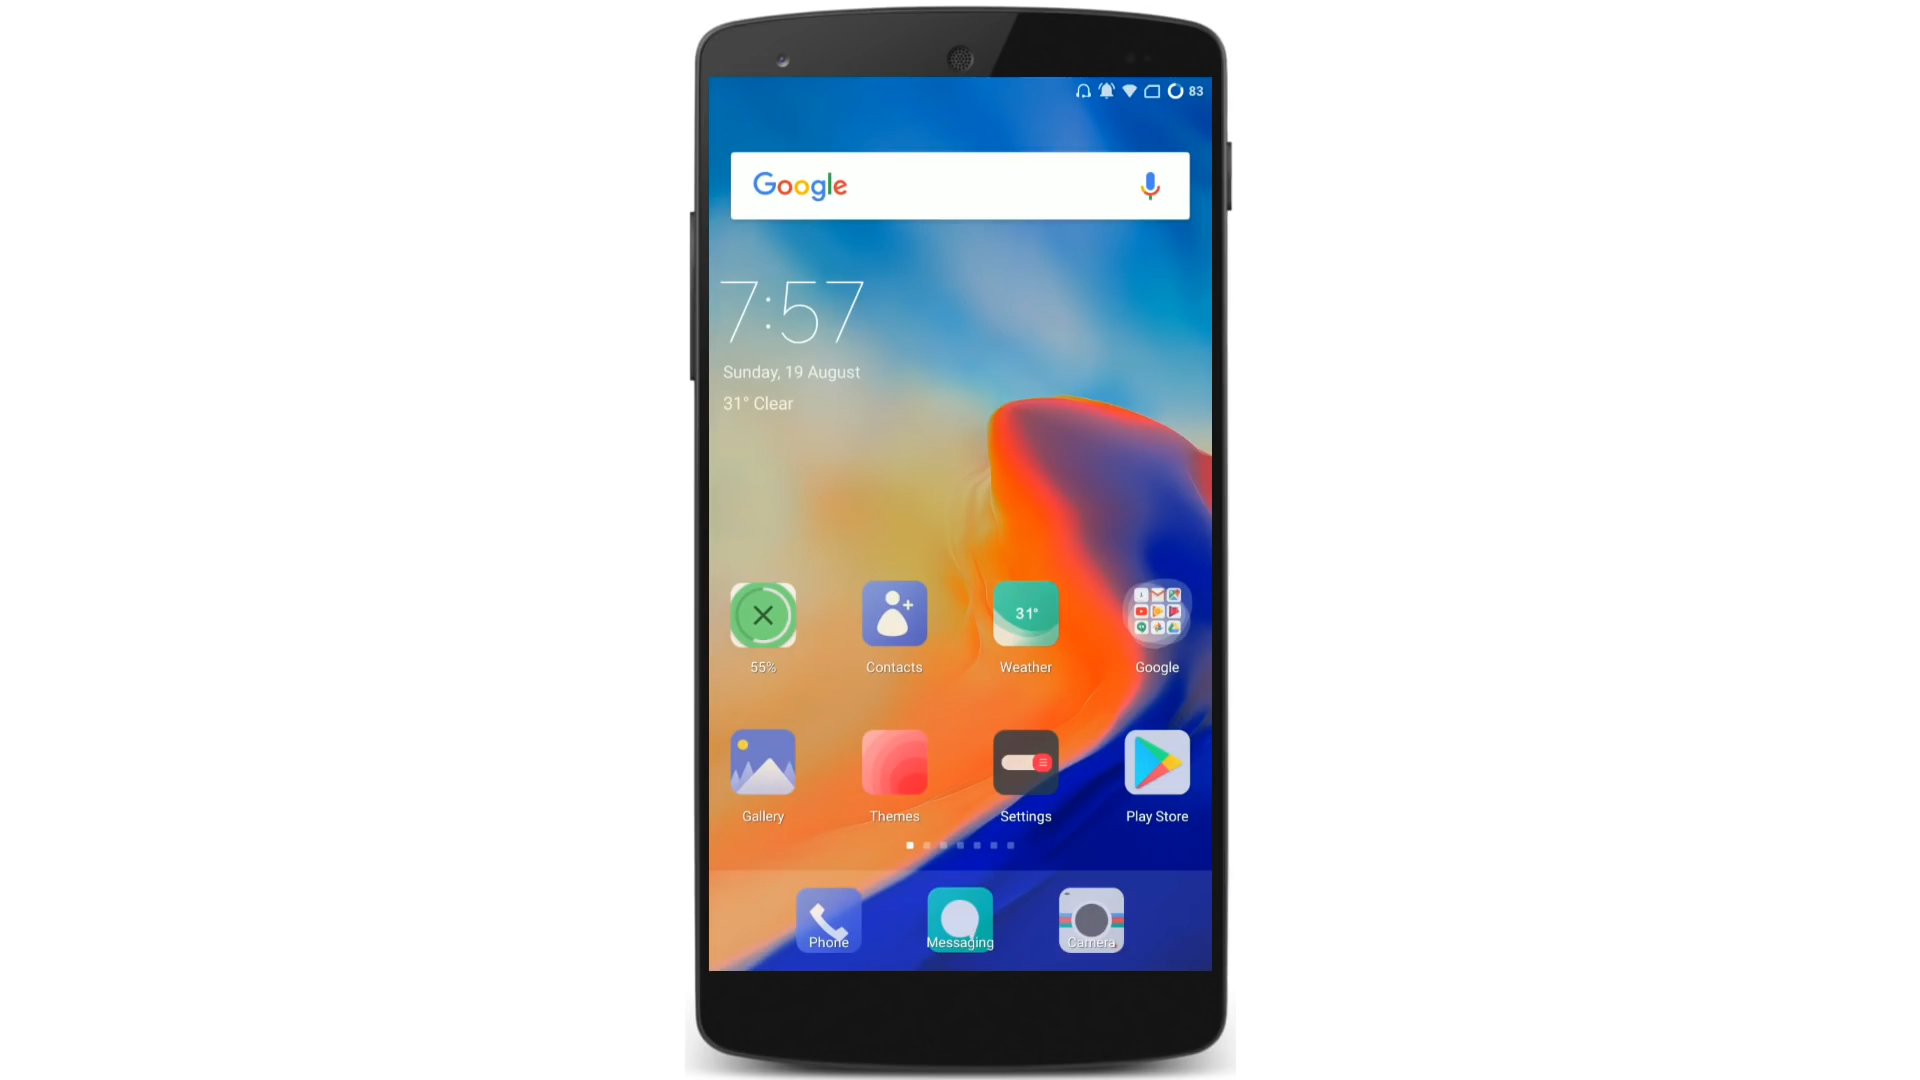 83
Google
7:57
Sunday, 19 August
31° Clear
31°
55%
Contacts
Weather
Google
Gallery
Themes
Settings
Play Store
Phone
Messaging
Camera